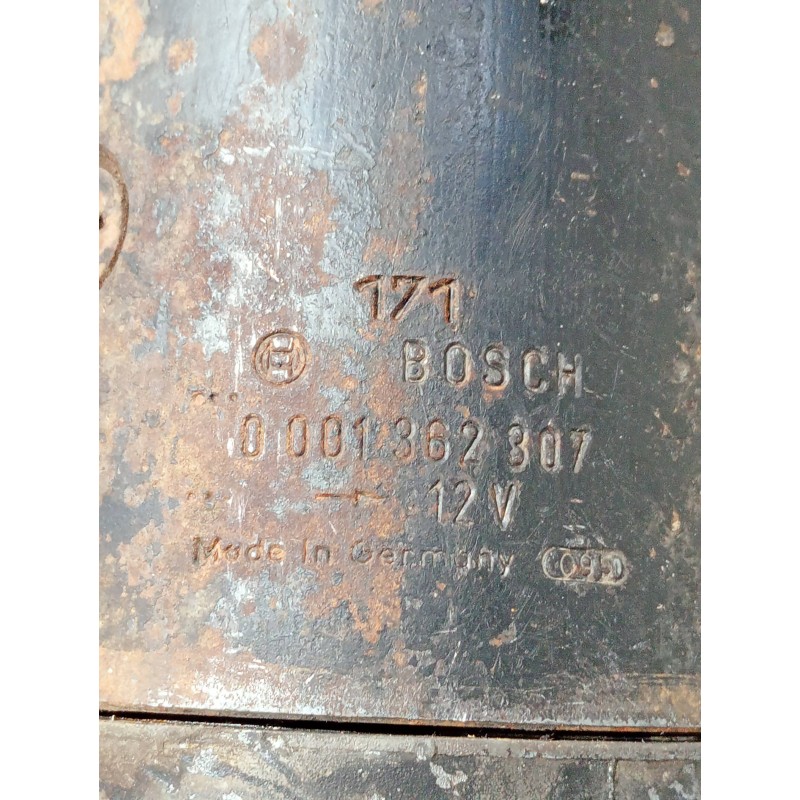 171
BOSCH
0 001 362 307
→ 12 V
Made in Germany